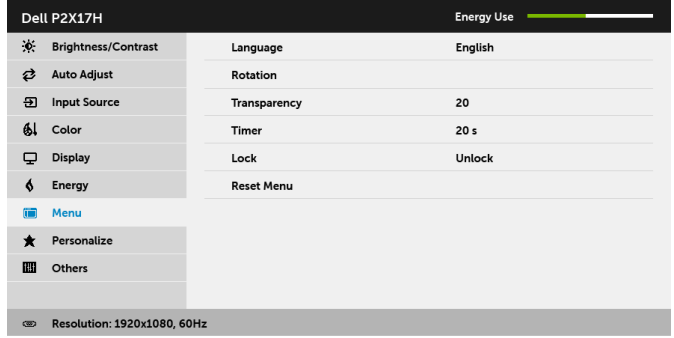 Dell P2X17H Energy Use
Brightness/Contrast Language English
Auto Adjust Rotation
Input Source Transparency 20
Color Timer 20 s
Display Lock Unlock
Energy Reset Menu
Menu
Personalize
Others
Resolution: 1920x1080, 60Hz